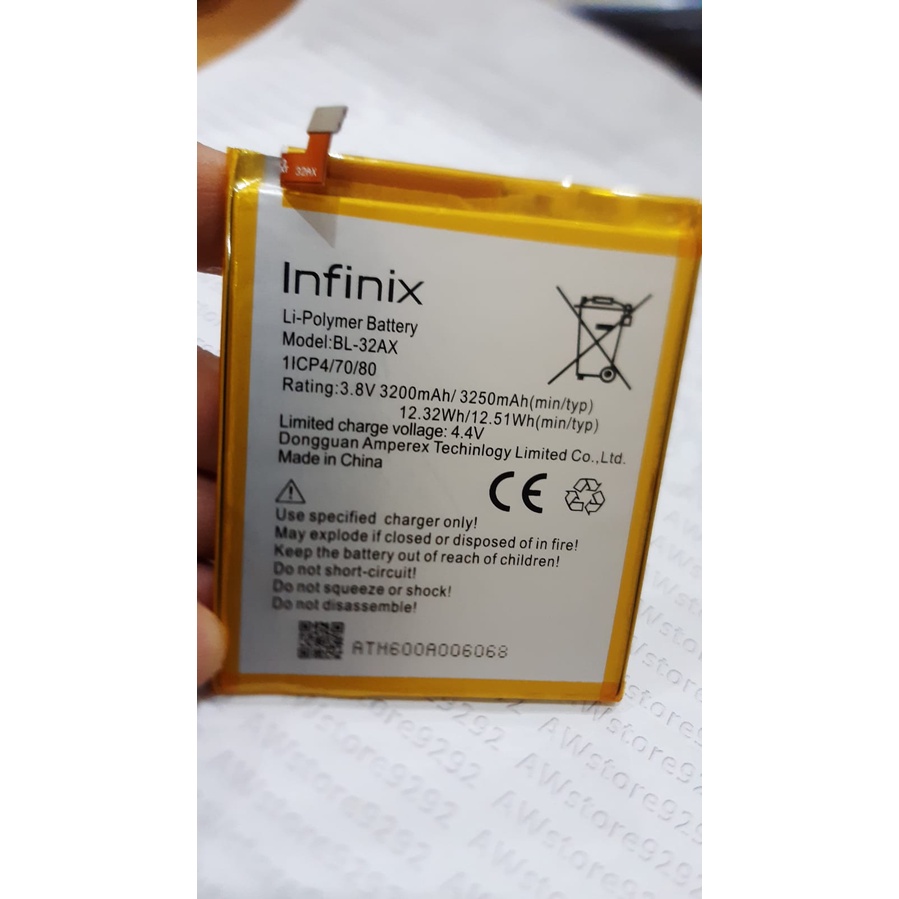 32AX
Infinix
Li-Polymer Battery
Model:BL-32AX
1ICP4/70/80
Rating:3.8V 3200mAh/ 3250mAh(min/typ)
12.32Wh/12.51Wh(min/typ)
Limited charge voltage: 4.4V
Dongguan Amperex Techinlogy Limited Co.,Ltd.
Made in China
CE
Use specified charger only!
May explode if closed or disposed of in fire!
Keep the battery out of reach of children!
Do not short-circuit!
Do not squeeze or shock!
Do not disassemble!
ATH600A006068
AWstore9292